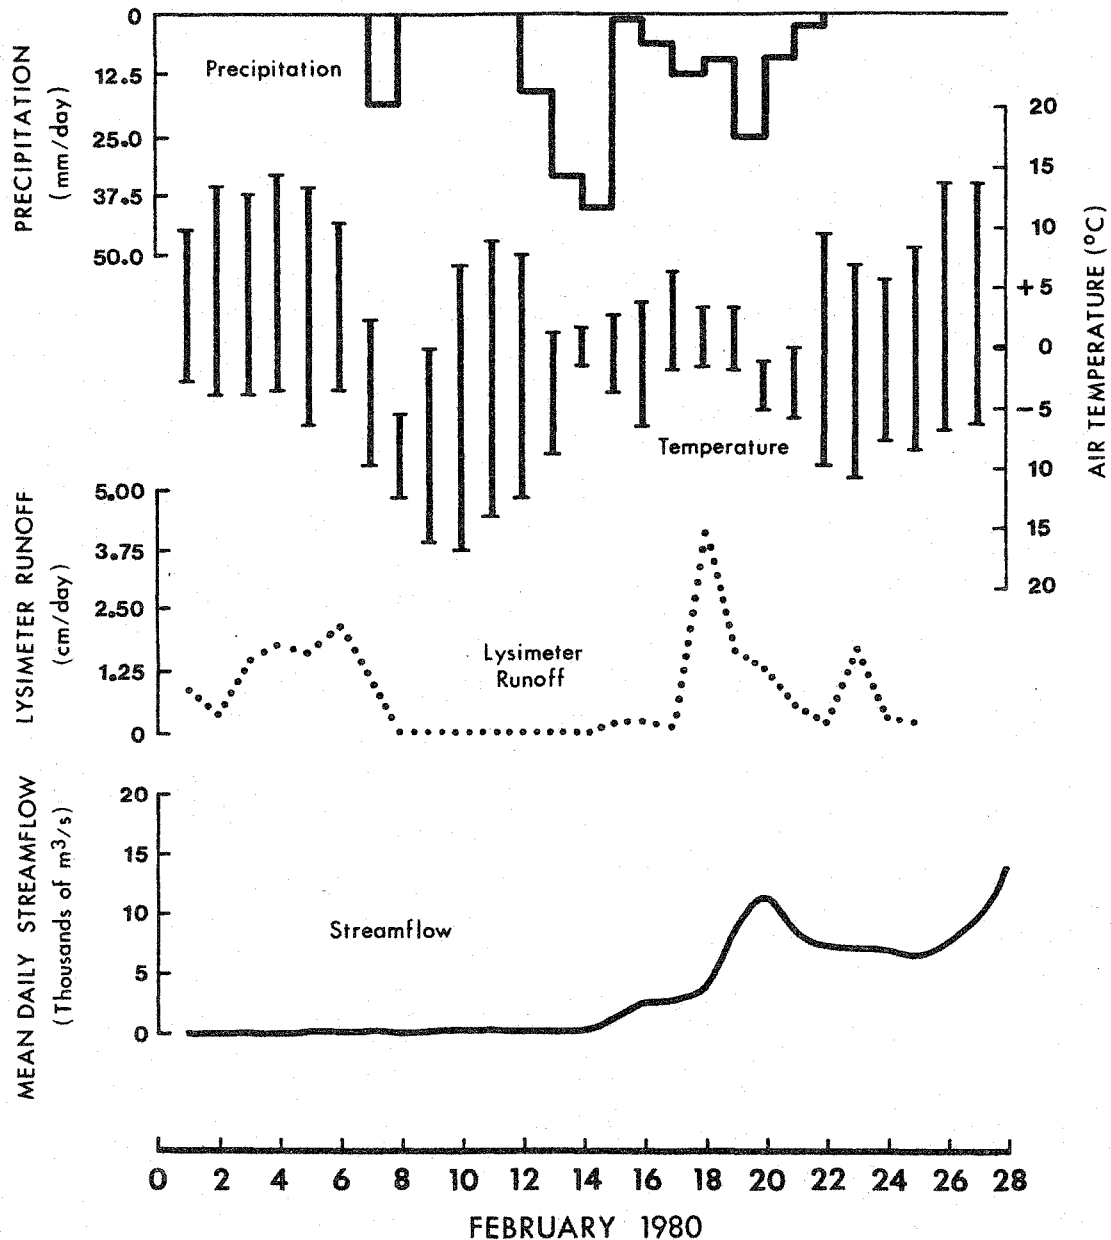 PRECIPITATION
(mm/day)
0
12.5
25.0
37.5
50.0
Precipitation
20
15
10
+5
0
–5
10
15
20
AIR TEMPERATURE (°C)
Temperature
LYSIMETER RUNOFF
(cm/day)
5.00
3.75
2.50
1.25
0
Lysimeter
Runoff
MEAN DAILY STREAMFLOW
(Thousands of m³/s)
20
15
10
5
0
Streamflow
0 2 4 6 8 10 12 14 16 18 20 22 24 26 28
FEBRUARY 1980